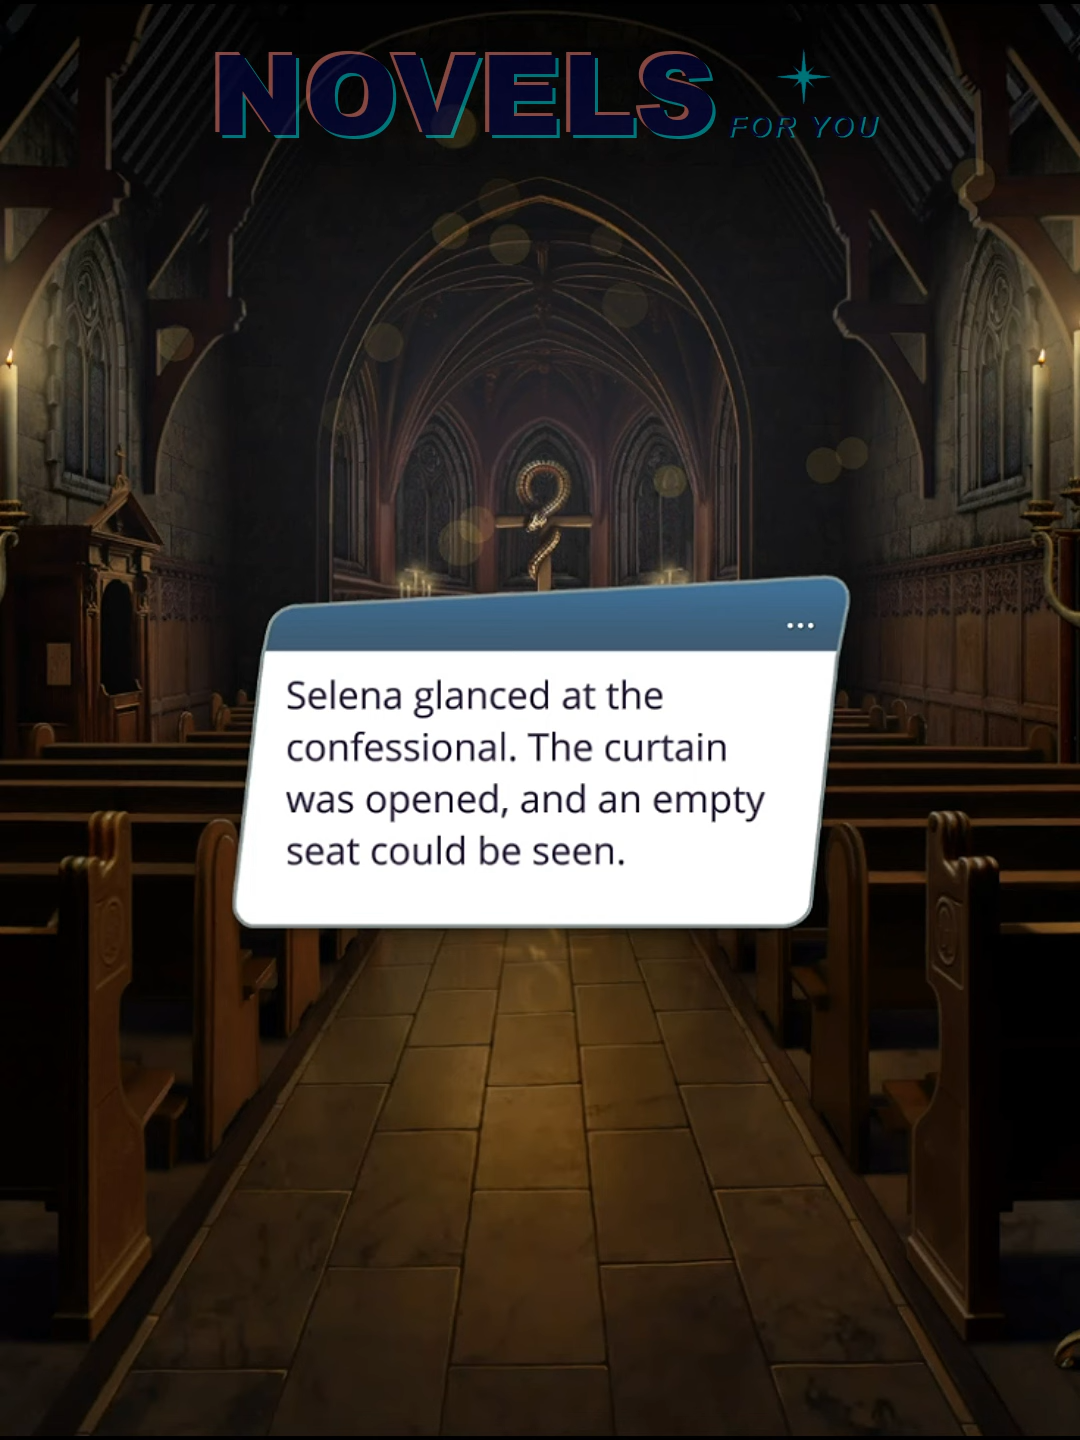 NOVELS
FOR YOU
Selena glanced at the
confessional. The curtain
was opened, and an empty
seat could be seen.